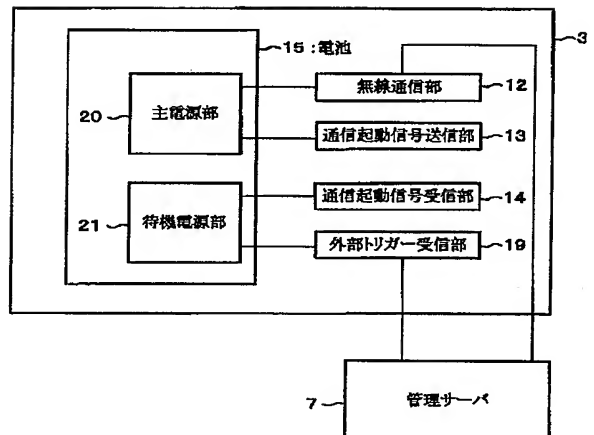 3
15:電池
主電源部
20
無線通信部
12
通信起動信号送信部
13
待機電源部
21
通信起動信号受信部
14
外部トリガー受信部
19
管理サーバ
7